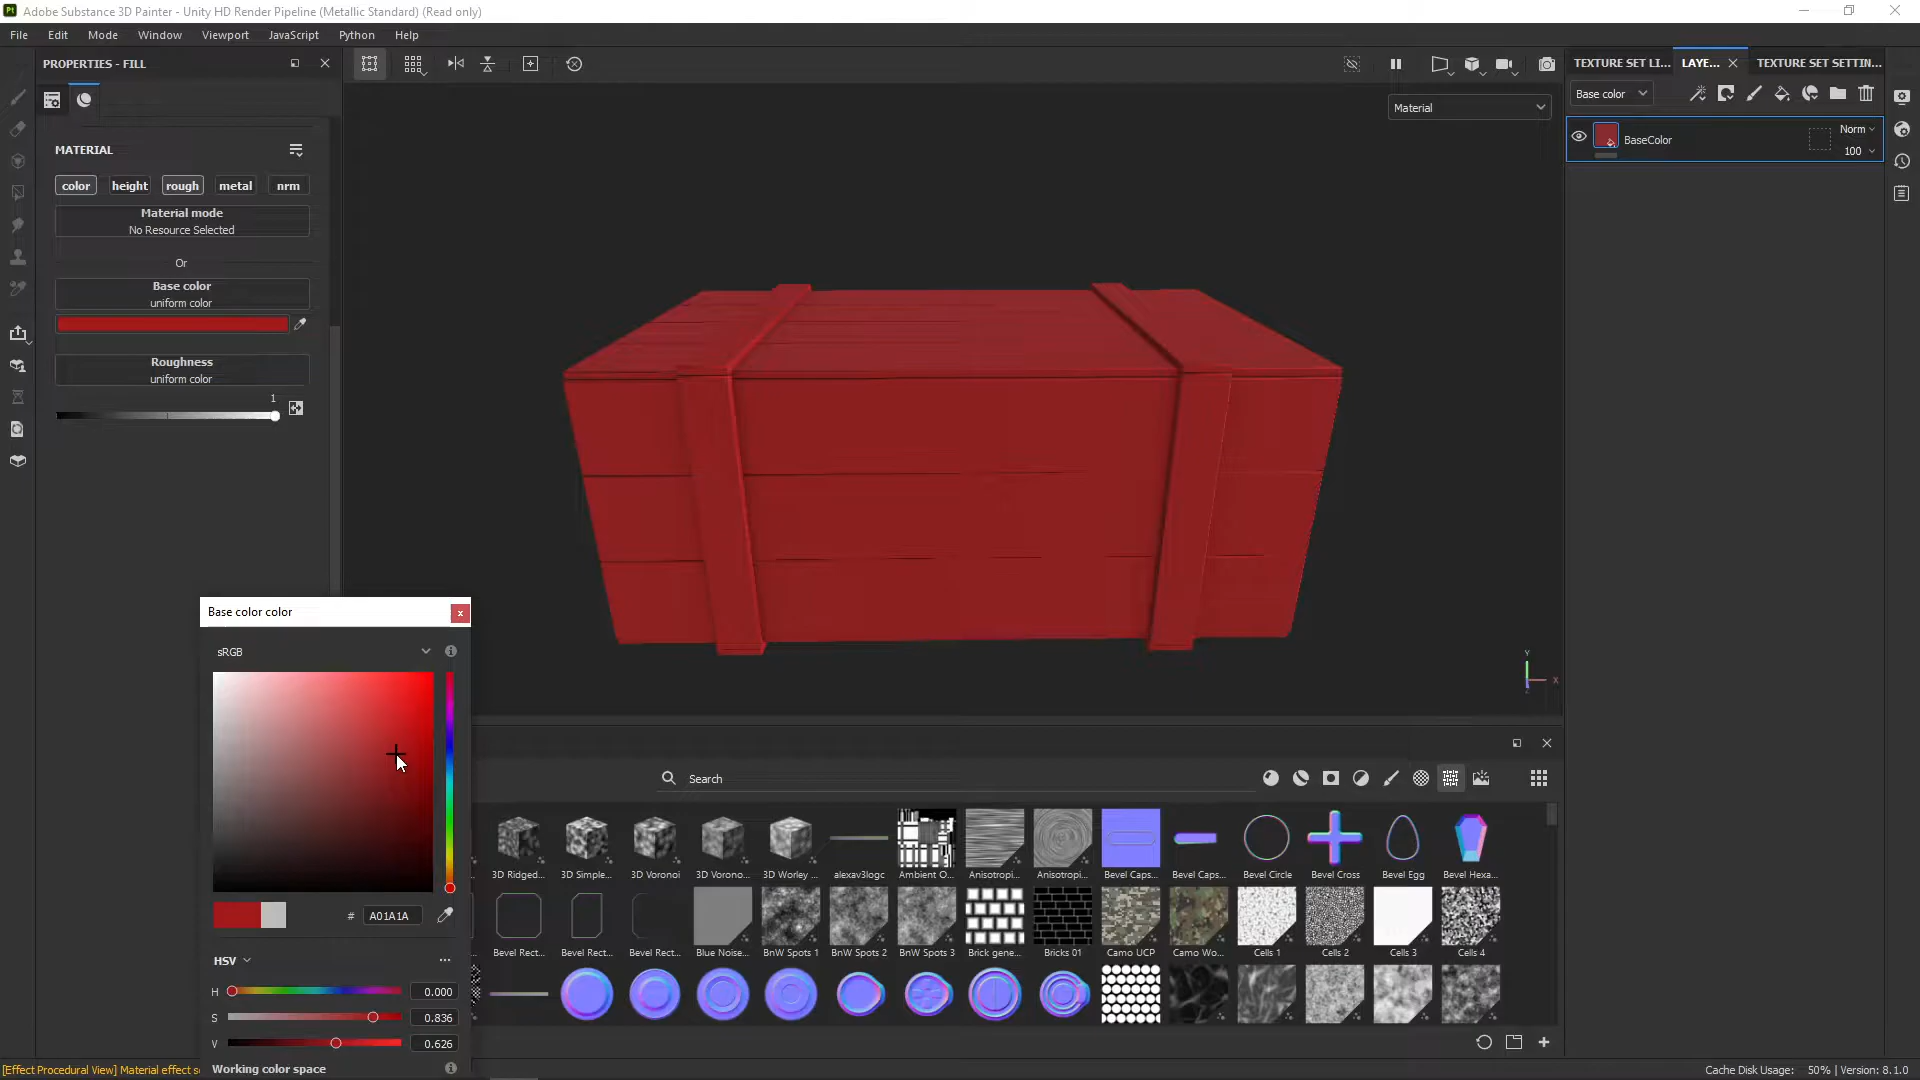 Adobe Substance 3D Painter - Unity HD Render Pipeline (Metallic Standard) (Read only)
File Edit Mode Window Viewport JavaScript Python Help
PROPERTIES - FILL
MATERIAL
color height rough metal nrm
Material mode
No Resource Selected
Or
Base color
uniform color
Roughness
uniform color
1
Material
TEXTURE SET LI... LAYE... TEXTURE SET SETTIN...
Base color
BaseColor
Norm
100
Y
X
Base color color
sRGB
# A01A1A
HSV
H 0.000
S 0.836
V 0.626
Working color space
Search
3D Ridged... 3D Simple... 3D Voronoi 3D Vorono... 3D Worley ... alexav3logc Ambient O... Anisotropi... Anisotropi... Bevel Caps... Bevel Caps... Bevel Circle Bevel Cross Bevel Egg Bevel Hexa...
Bevel Rect... Bevel Rect... Bevel Rect... Blue Noise... BnW Spots 1 BnW Spots 2 BnW Spots 3 Brick gene... Bricks 01 Camo UCP Camo Wo... Cells 1 Cells 2 Cells 3 Cells 4
[Effect Procedural View] Material effect s
Cache Disk Usage: 50% | Version: 8.1.0